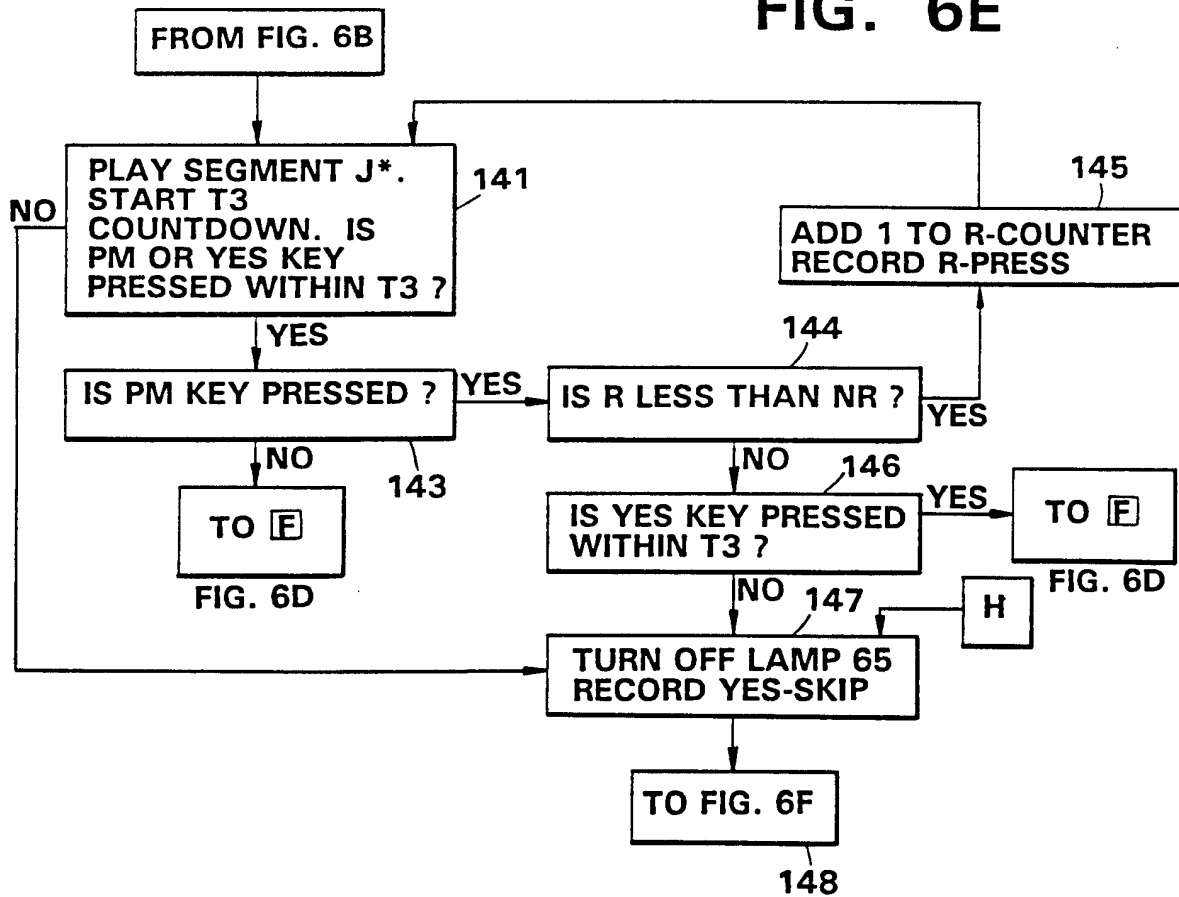 FIG. 6E
FROM FIG. 6B
PLAY SEGMENT J*.
START T3
COUNTDOWN. IS
PM OR YES KEY
PRESSED WITHIN T3 ?
141
NO
YES
145
ADD 1 TO R-COUNTER
RECORD R-PRESS
IS PM KEY PRESSED ?
143
YES
144
IS R LESS THAN NR ?
YES
NO
TO F
FIG. 6D
NO
146
IS YES KEY PRESSED
WITHIN T3 ?
YES
TO F
FIG. 6D
NO
147
H
TURN OFF LAMP 65
RECORD YES-SKIP
TO FIG. 6F
148